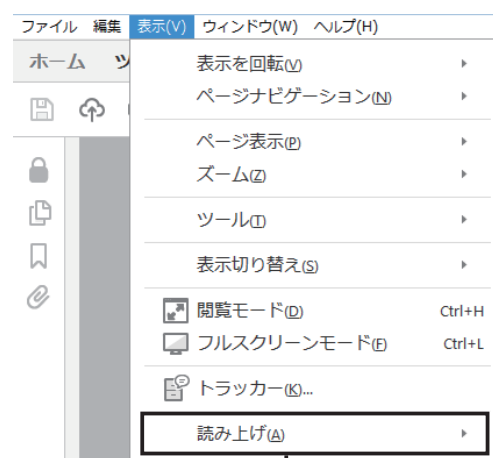 ファイル 編集 表示(V) ウィンドウ(W) ヘルプ(H)
ホーム ツ
表示を回転(V)
ページナビゲーション(N)
ページ表示(P)
ズーム(Z)
ツール(T)
表示切り替え(S)
閲覧モード(D) Ctrl+H
フルスクリーンモード(F) Ctrl+L
トラッカー(K)...
読み上げ(A)